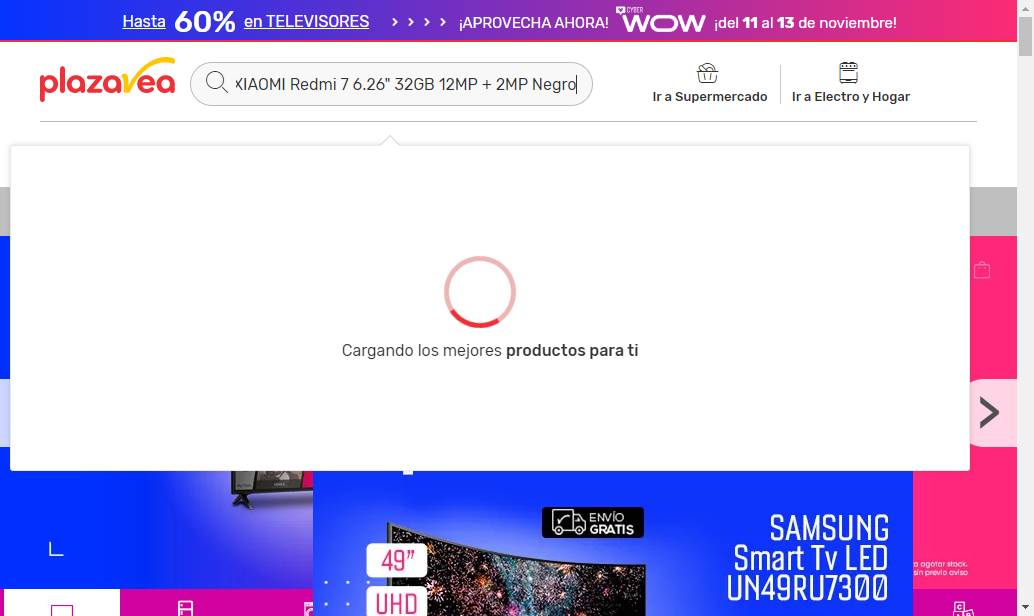 Hasta 60% en TELEVISORES > > > > ¡APROVECHA AHORA! CYBER WOW ¡del 11 al 13 de noviembre!
plazavea
XIAOMI Redmi 7 6.26" 32GB 12MP + 2MP Negro
Ir a Supermercado
Ir a Electro y Hogar
Cargando los mejores productos para ti
ENVÍO
GRATIS
SAMSUNG
Smart Tv LED
UN49RU7300
49”
UHD
a agotar stock.
sin previo aviso